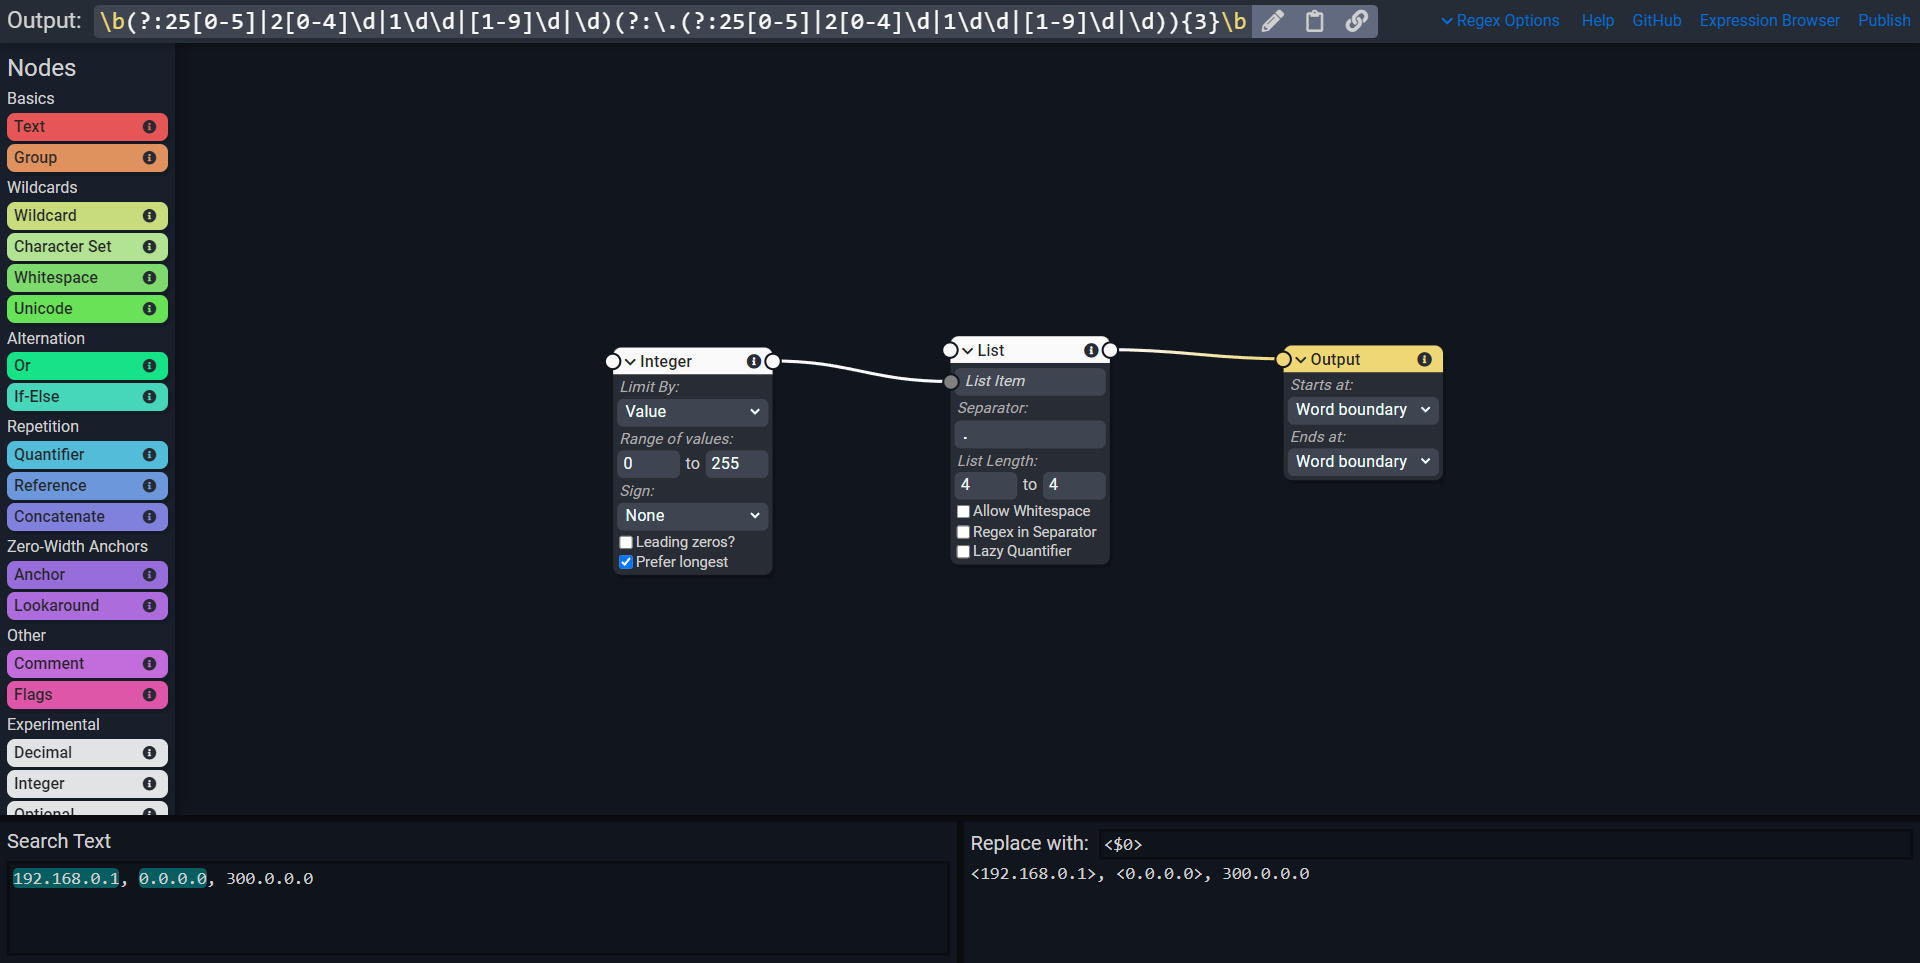 Output: \b(?:25[0-5]|2[0-4]\d|1\d\d|[1-9]\d|\d)(?:\.(?:25[0-5]|2[0-4]\d|1\d\d|[1-9]\d|\d)){3}\b
Regex Options Help GitHub Expression Browser Publish
Nodes
Basics
Text
Group
Wildcards
Wildcard
Character Set
Whitespace
Unicode
Alternation
Or
If-Else
Repetition
Quantifier
Reference
Concatenate
Zero-Width Anchors
Anchor
Lookaround
Other
Comment
Flags
Experimental
Decimal
Integer
Optional
Integer
Limit By:
Value
Range of values:
0 to 255
Sign:
None
Leading zeros?
Prefer longest
List
List Item
Separator:
.
List Length:
4 to 4
Allow Whitespace
Regex in Separator
Lazy Quantifier
Output
Starts at:
Word boundary
Ends at:
Word boundary
Search Text
192.168.0.1, 0.0.0.0, 300.0.0.0
Replace with: <$0>
<192.168.0.1>, <0.0.0.0>, 300.0.0.0